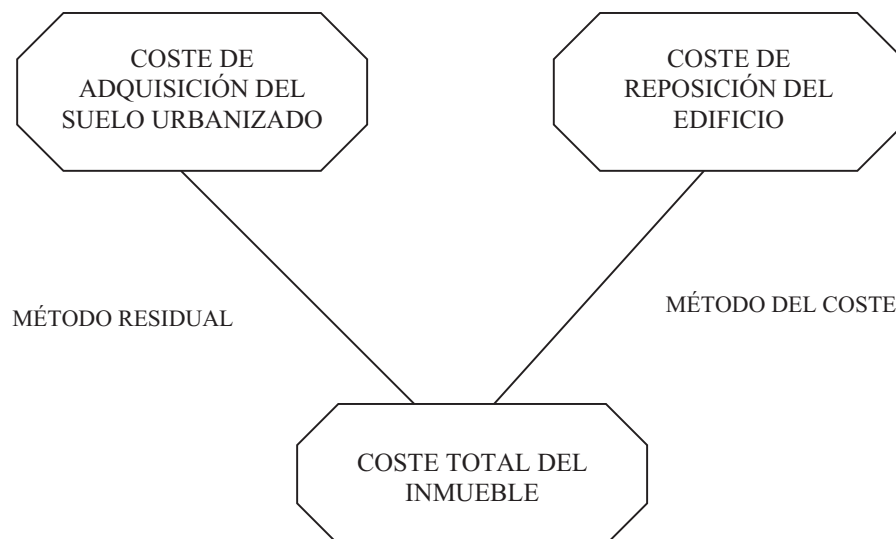 COSTE DE
ADQUISICIÓN DEL
SUELO URBANIZADO
COSTE DE
REPOSICIÓN DEL
EDIFICIO
MÉTODO RESIDUAL
MÉTODO DEL COSTE
COSTE TOTAL DEL
INMUEBLE